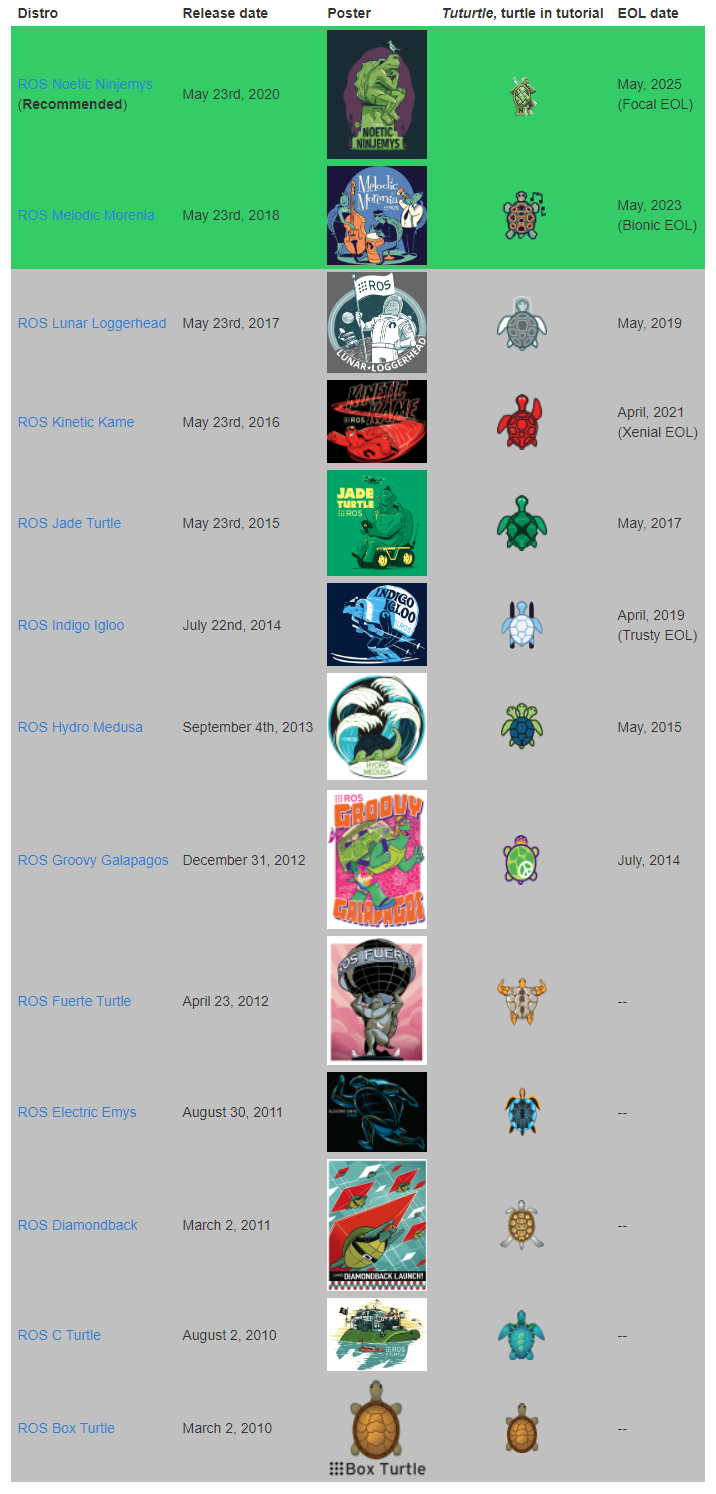 Distro Release date Poster Tuturtle, turtle in tutorial EOL date
ROS Noetic Ninjemys
(Recommended)
May 23rd, 2020
NOETIC
NINJEMYS
N
May, 2025
(Focal EOL)
ROS Melodic Morenia
May 23rd, 2018
Melodic
Morenia
May, 2023
(Bionic EOL)
ROS Lunar Loggerhead
May 23rd, 2017
ROS
LUNAR•LOGGERHEAD
May, 2019
ROS Kinetic Kame
May 23rd, 2016
KINETIC
KAME
ROS
April, 2021
(Xenial EOL)
ROS Jade Turtle
May 23rd, 2015
JADE
TURTLE
ROS
May, 2017
ROS Indigo Igloo
July 22nd, 2014
INDIGO
IGLOO
ROS
April, 2019
(Trusty EOL)
ROS Hydro Medusa
September 4th, 2013
HYDRO
MEDUSA
May, 2015
ROS Groovy Galapagos
December 31, 2012
ROS
GROOVY
GALAPAGOS
July, 2014
ROS Fuerte Turtle
April 23, 2012
ROS FUERTE
--
ROS Electric Emys
August 30, 2011
ELECTRIC EMYS
--
ROS Diamondback
March 2, 2011
DIAMONDBACK LAUNCH!
--
ROS C Turtle
August 2, 2010
ROS
C TURTLE
--
ROS Box Turtle
March 2, 2010
Box Turtle
--